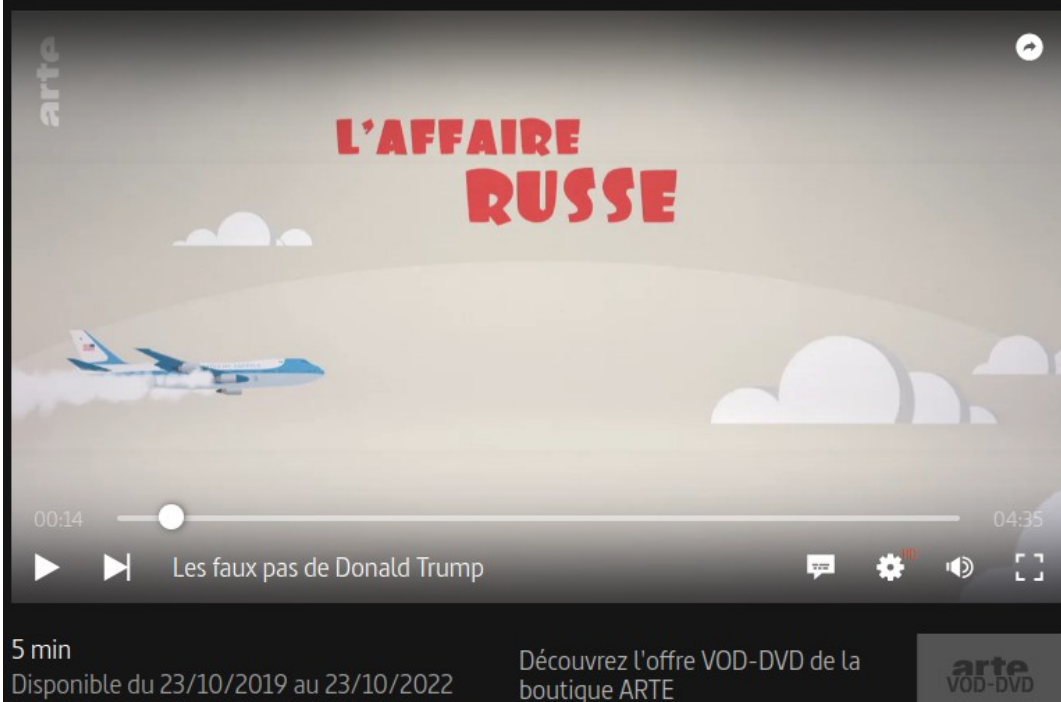 arte
L'AFFAIRE
RUSSE
00:14
04:35
Les faux pas de Donald Trump
HD
5 min
Disponible du 23/10/2019 au 23/10/2022
Découvrez l'offre VOD-DVD de la
boutique ARTE
arte
VOD-DVD